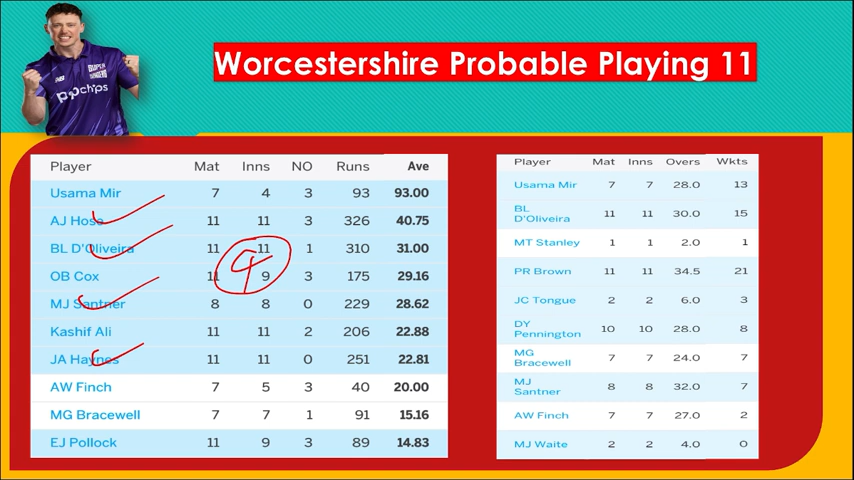 Worcestershire Probable Playing 11
popchips
Player Mat Inns NO Runs Ave
Usama Mir 7 4 3 93 93.00
AJ Hose 11 11 3 326 40.75
BL D'Oliveira 11 11 1 310 31.00
OB Cox 11 9 3 175 29.16
MJ Santner 8 8 0 229 28.62
Kashif Ali 11 11 2 206 22.88
JA Haynes 11 11 0 251 22.81
AW Finch 7 5 3 40 20.00
MG Bracewell 7 7 1 91 15.16
EJ Pollock 11 9 3 89 14.83
4
Player Mat Inns Overs Wkts
Usama Mir 7 7 28.0 13
BL
D'Oliveira 11 11 30.0 15
MT Stanley 1 1 2.0 1
PR Brown 11 11 34.5 21
JC Tongue 2 2 6.0 3
DY
Pennington 10 10 28.0 8
MG
Bracewell 7 7 24.0 7
MJ
Santner 8 8 32.0 7
AW Finch 7 7 27.0 2
MJ Waite 2 2 4.0 0